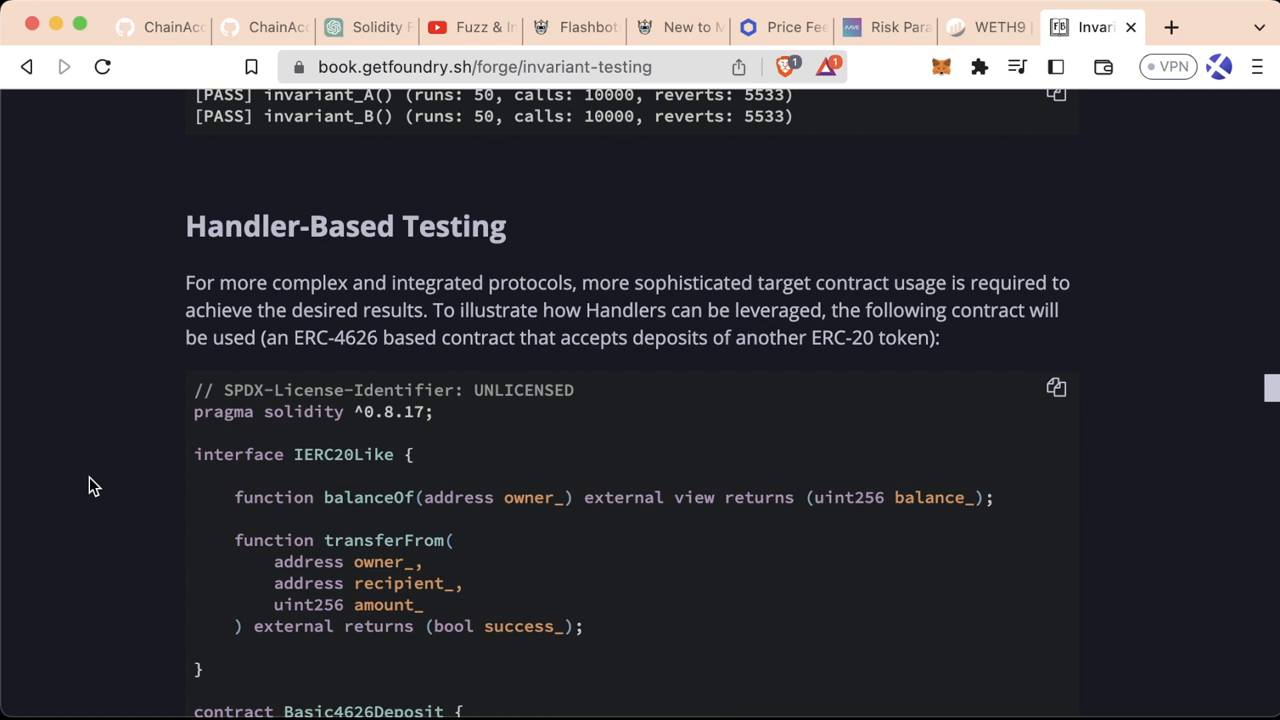 ChainAcc
ChainAcc
Solidity F
Fuzz & In
Flashbot
New to M
Price Fee
Risk Para
WETH9 |
Invari
book.getfoundry.sh/forge/invariant-testing
1
1
VPN
[PASS] invariant_A() (runs: 50, calls: 10000, reverts: 5533)
[PASS] invariant_B() (runs: 50, calls: 10000, reverts: 5533)
Handler-Based Testing
For more complex and integrated protocols, more sophisticated target contract usage is required to
achieve the desired results. To illustrate how Handlers can be leveraged, the following contract will
be used (an ERC-4626 based contract that accepts deposits of another ERC-20 token):
// SPDX-License-Identifier: UNLICENSED
pragma solidity ^0.8.17;
interface IERC20Like {
function balanceOf(address owner_) external view returns (uint256 balance_);
function transferFrom(
address owner_,
address recipient_,
uint256 amount_
) external returns (bool success_);
}
contract Basic4626Deposit {